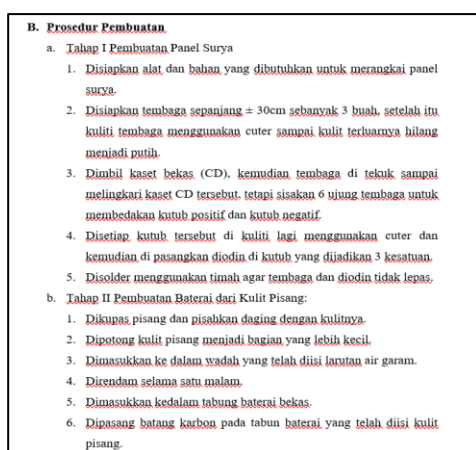 B. Prosedur Pembuatan
a. Tahap I Pembuatan Panel Surya
1. Disiapkan alat dan bahan yang dibutuhkan untuk merangkai panel
surya.
2. Disiapkan tembaga sepanjang ± 30cm sebanyak 3 buah, setelah itu
kuliti tembaga menggunakan cuter sampai kulit terluarnya hilang
menjadi putih.
3. Dimbil kaset bekas (CD), kemudian tembaga di tekuk sampai
melingkari kaset CD tersebut, tetapi sisakan 6 ujung tembaga untuk
membedakan kutub positif dan kutub negatif.
4. Disetiap kutub tersebut di kuliti lagi menggunakan cuter dan
kemudian di pasangkan diodin di kutub yang dijadikan 3 kesatuan.
5. Disolder menggunakan timah agar tembaga dan diodin tidak lepas.
b. Tahap II Pembuatan Baterai dari Kulit Pisang:
1. Dikupas pisang dan pisahkan daging dengan kulitnya.
2. Dipotong kulit pisang menjadi bagian yang lebih kecil.
3. Dimasukkan ke dalam wadah yang telah diisi larutan air garam.
4. Direndam selama satu malam.
5. Dimasukkan kedalam tabung baterai bekas.
6. Dipasang batang karbon pada tabun baterai yang telah diisi kulit
pisang.